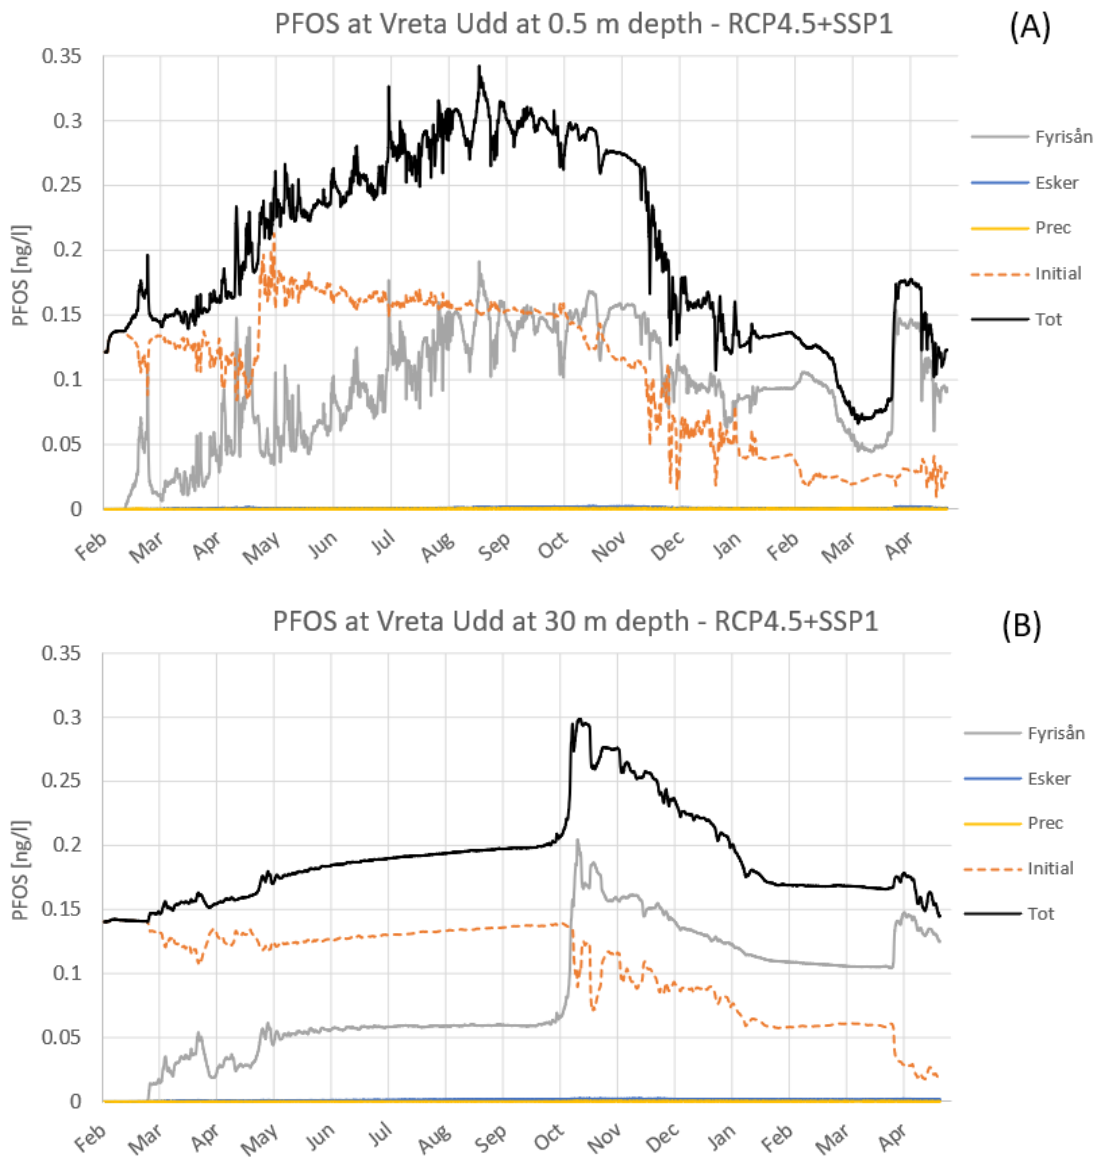 PFOS at Vreta Udd at 0.5 m depth - RCP4.5+SSP1
(A)
0.35
0.3
0.25
0.2
0.15
0.1
0.05
0
PFOS [ng/l]
Feb Mar Apr May Jun Jul Aug Sep Oct Nov Dec Jan Feb Mar Apr
Fyrisån
Esker
Prec
Initial
Tot
PFOS at Vreta Udd at 30 m depth - RCP4.5+SSP1
(B)
0.35
0.3
0.25
0.2
0.15
0.1
0.05
0
PFOS [ng/l]
Feb Mar Apr May Jun Jul Aug Sep Oct Nov Dec Jan Feb Mar Apr
Fyrisån
Esker
Prec
Initial
Tot